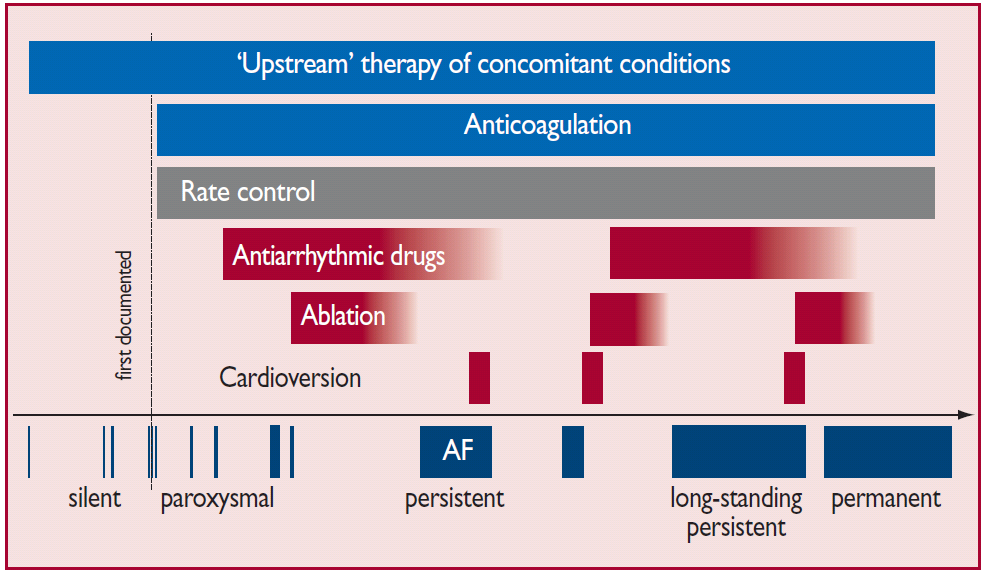 ‘Upstream’ therapy of concomitant conditions
Anticoagulation
Rate control
Antiarrhythmic drugs
Ablation
first documented
Cardioversion
AF
silent
paroxysmal
persistent
long-standing
persistent
permanent